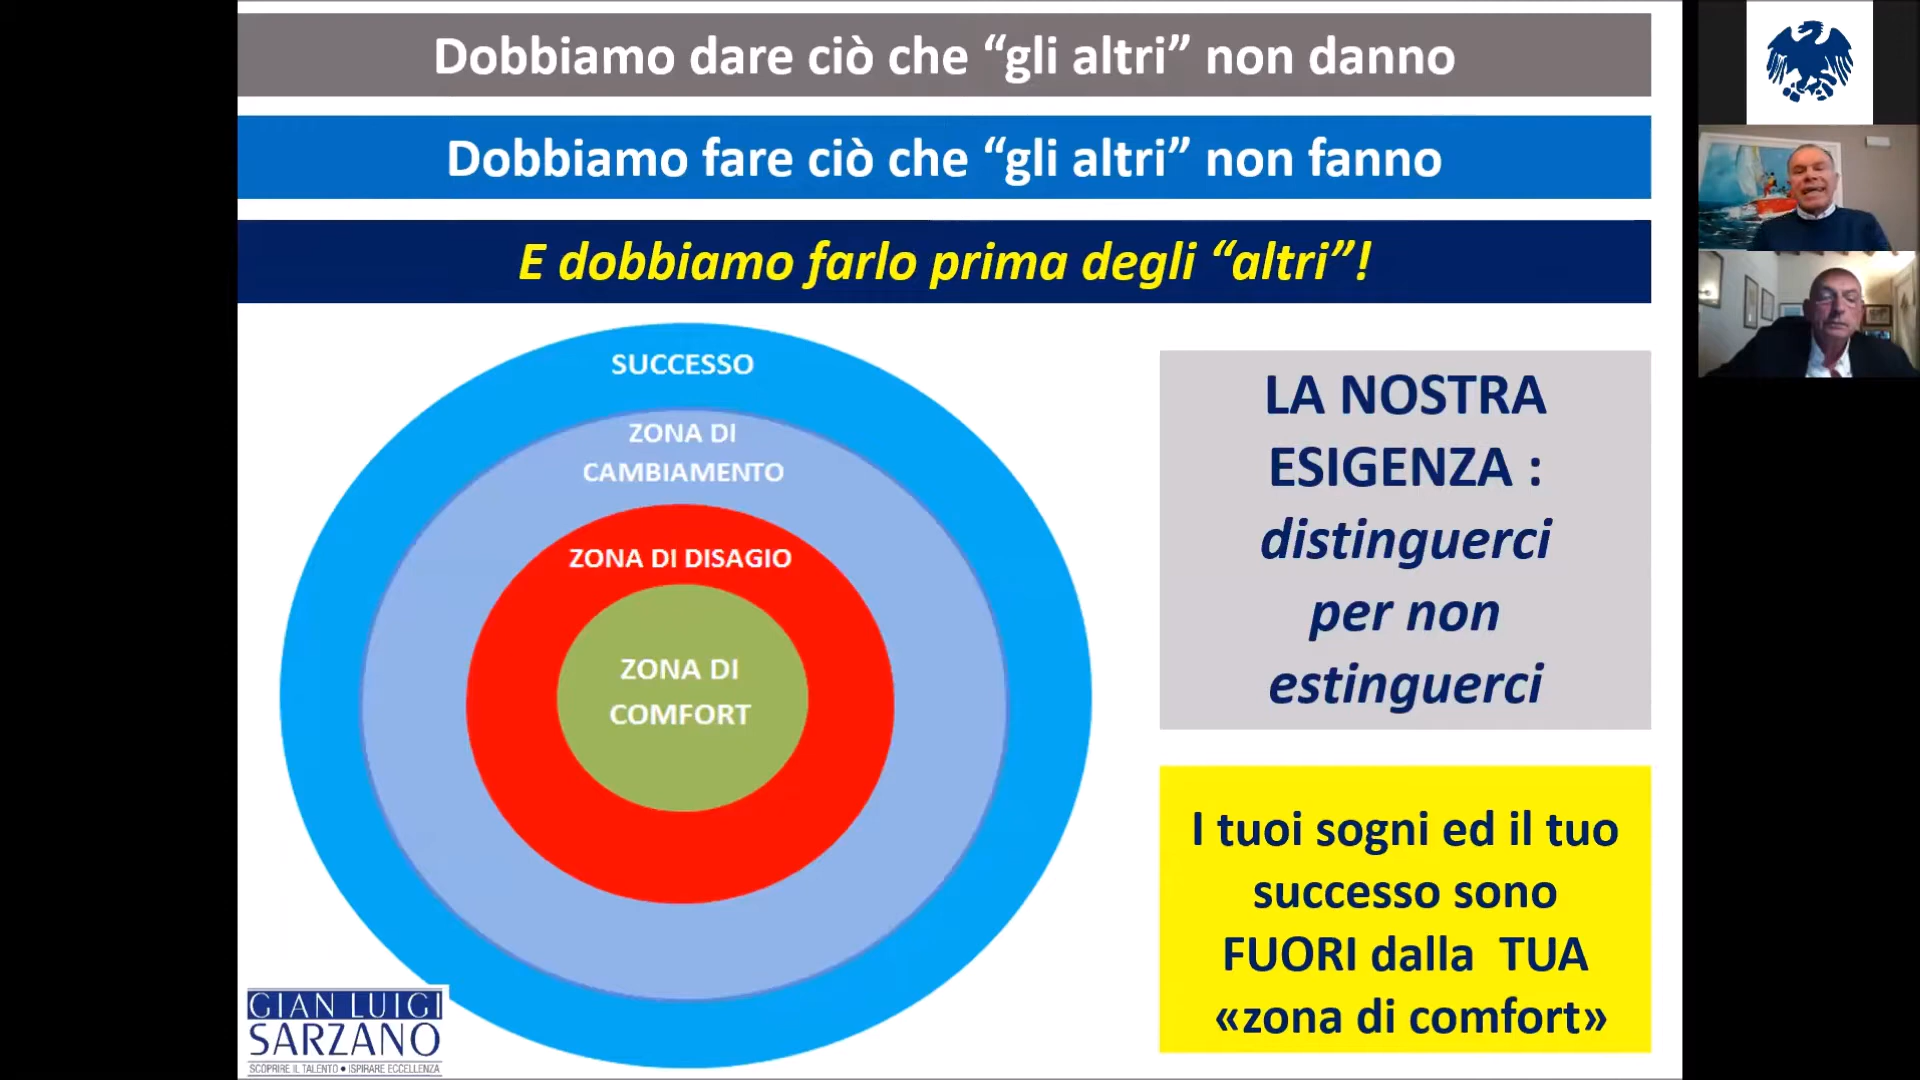 Dobbiamo dare ciò che “gli altri” non danno
Dobbiamo fare ciò che “gli altri” non fanno
E dobbiamo farlo prima degli “altri”!
SUCCESSO
ZONA DI
CAMBIAMENTO
ZONA DI DISAGIO
ZONA DI
COMFORT
LA NOSTRA
ESIGENZA :
distinguerci
per non
estinguerci
I tuoi sogni ed il tuo
successo sono
FUORI dalla TUA
«zona di comfort»
GIAN LUIGI
SARZANO
SCOPRIRE IL TALENTO • ISPIRARE ECCELLENZA